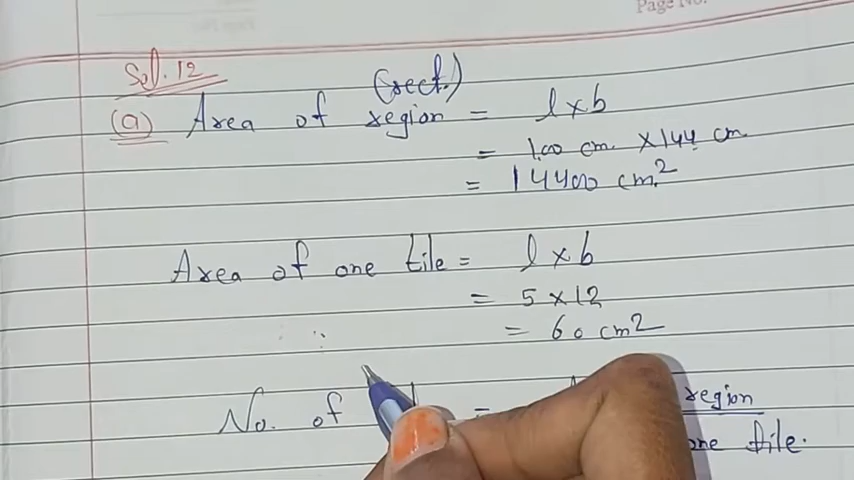 Page No.
Sol. 12
(rect.)
(a) Area of region = l x b
= 100 cm x 144 cm
= 14400 cm²
Area of one tile = l x b
= 5 x 12
= 60 cm²
∴
No. of = region
one tile.